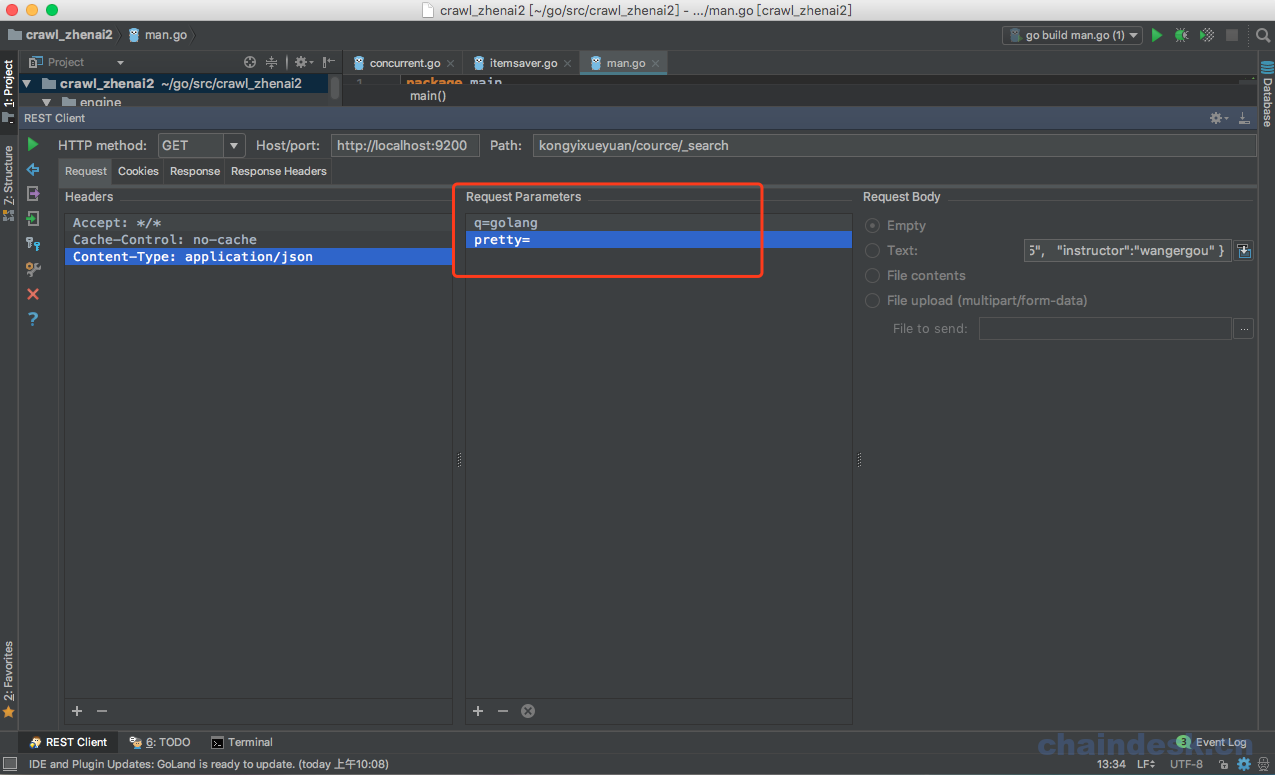 crawl_zhenai2 [~/go/src/crawl_zhenai2] - .../man.go [crawl_zhenai2]
crawl_zhenai2 man.go go build man.go (1)
Project concurrent.go itemsaver.go man.go
crawl_zhenai2 ~/go/src/crawl_zhenai2 1 package main
engine main()
1: Project
Z: Structure
2: Favorites
Database
REST Client
HTTP method: GET Host/port: http://localhost:9200 Path: kongyixueyuan/cource/_search
Request Cookies Response Response Headers
Headers
Accept: */*
Cache-Control: no-cache
Content-Type: application/json
Request Parameters
q=golang
pretty=
Request Body
Empty
Text: 5", "instructor":"wangergou" }
File contents
File upload (multipart/form-data)
File to send: ...
REST Client 6: TODO Terminal 3 Event Log
chaindesk.cn
IDE and Plugin Updates: GoLand is ready to update. (today 上午10:08) 13:34 LF UTF-8